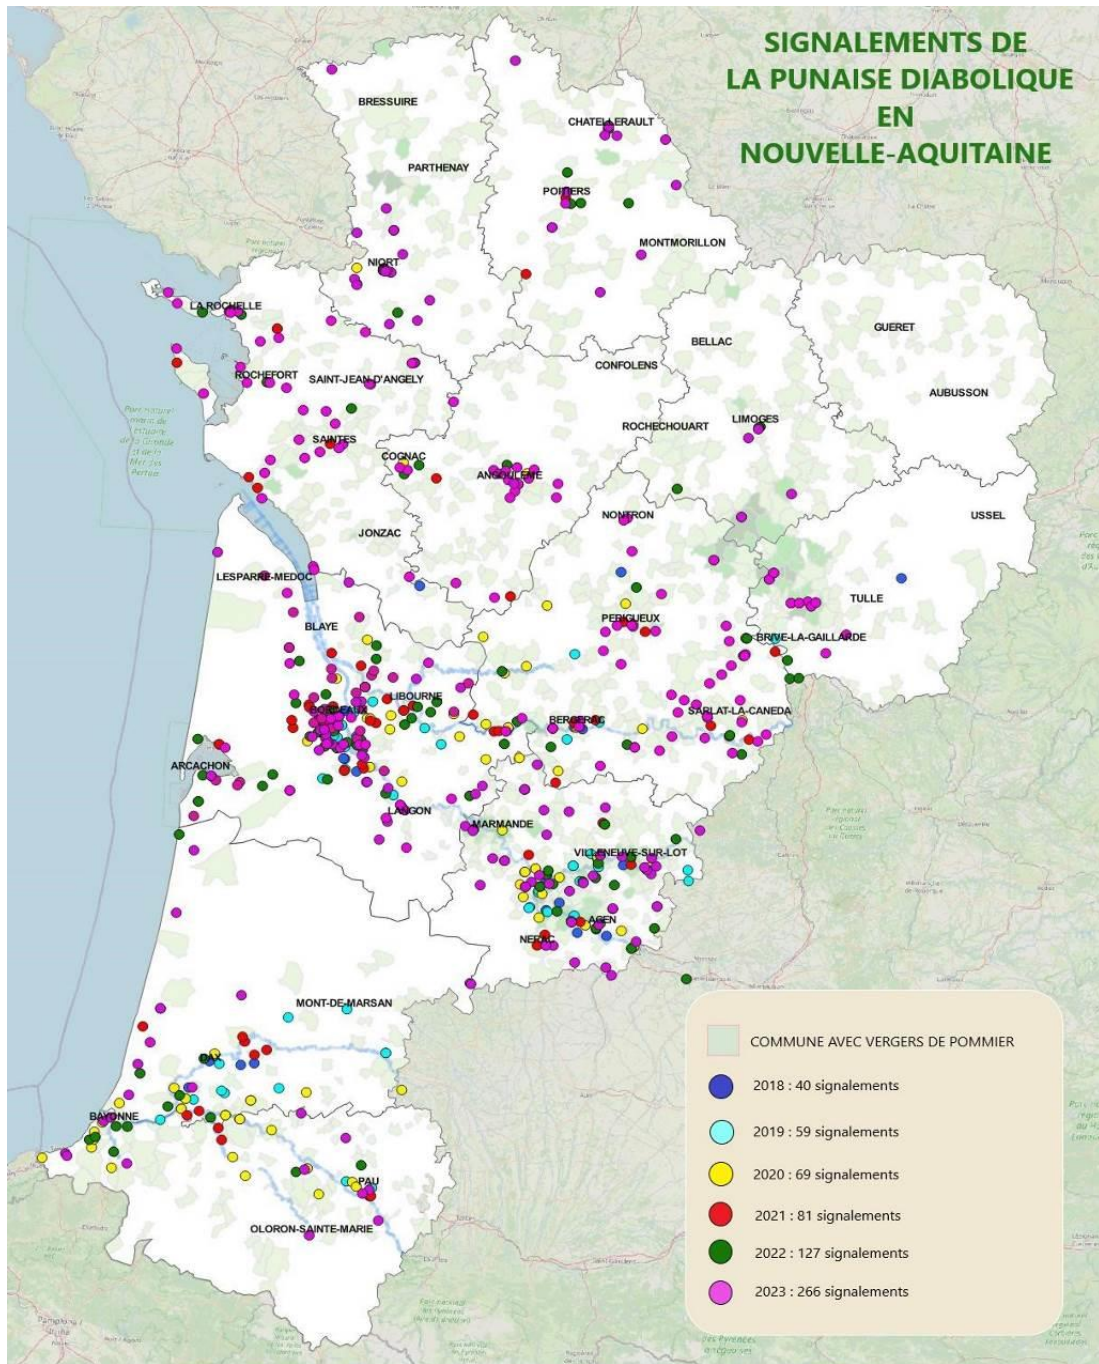 SIGNALEMENTS DE
LA PUNAISE DIABOLIQUE
EN
NOUVELLE-AQUITAINE
BRESSUIRE
CHATELLERAULT
PARTHENAY
POITIERS
MONTMORILLON
NIORT
LA ROCHELLE
GUERET
BELLAC
CONFOLENS
ROCHEFORT
SAINT-JEAN-D'ANGELY
AUBUSSON
LIMOGES
ROCHECHOUART
SAINTES
COGNAC
ANGOULEME
NONTRON
USSEL
JONZAC
LESPARRE-MEDOC
TULLE
PERIGUEUX
BLAYE
BRIVE-LA-GAILLARDE
LIBOURNE
BORDEAUX
BERGERAC
SARLAT-LA-CANEDA
ARCACHON
LANGON
MARMANDE
VILLENEUVE-SUR-LOT
AGEN
NERAC
MONT-DE-MARSAN
DAX
BAYONNE
PAU
OLORON-SAINTE-MARIE
COMMUNE AVEC VERGERS DE POMMIER
2018 : 40 signalements
2019 : 59 signalements
2020 : 69 signalements
2021 : 81 signalements
2022 : 127 signalements
2023 : 266 signalements